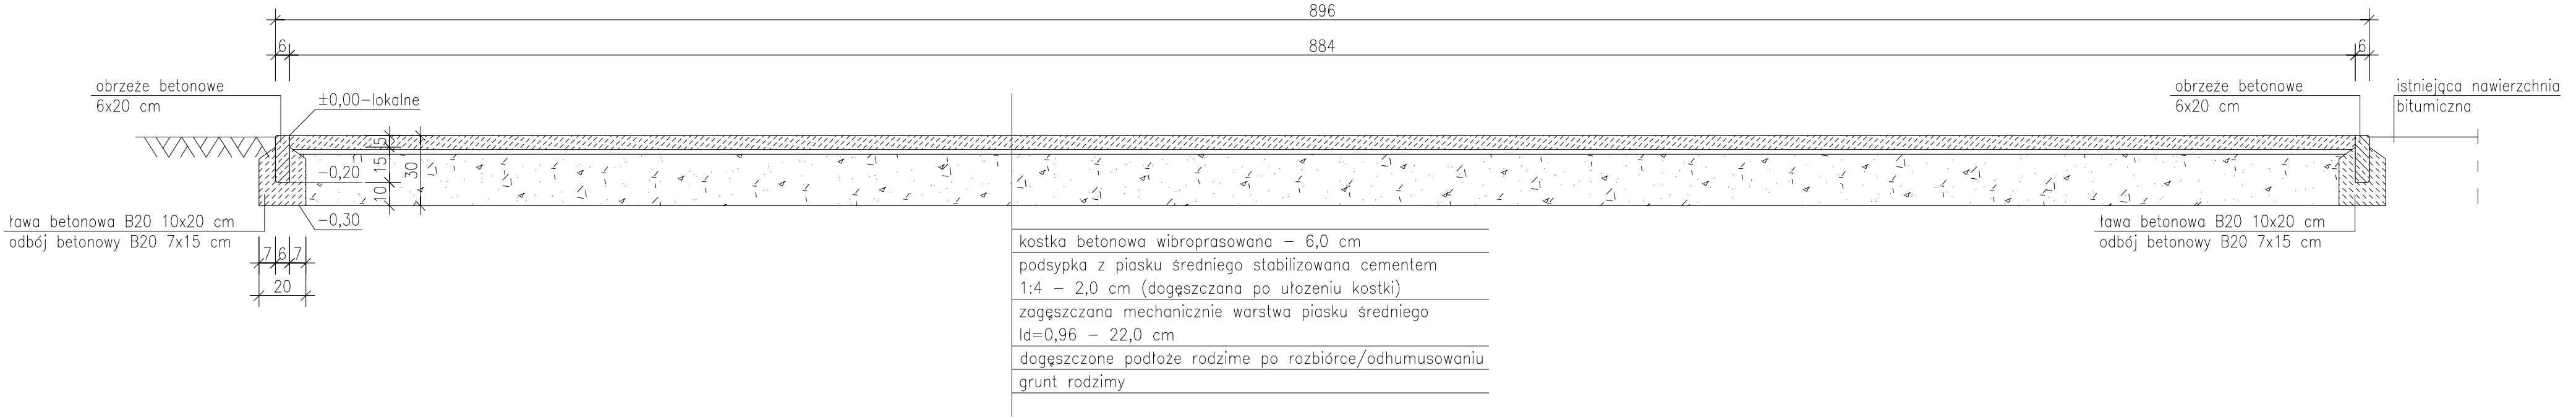 896
6
884
6
obrzeże betonowe
6x20 cm
±0,00-lokalne
obrzeże betonowe
6x20 cm
istniejąca nawierzchnia
bitumiczna
5
15
10
30
-0,20
-0,30
ława betonowa B20 10x20 cm
odbój betonowy B20 7x15 cm
7
6
7
20
ława betonowa B20 10x20 cm
odbój betonowy B20 7x15 cm
kostka betonowa wibroprasowana - 6,0 cm
podsypka z piasku średniego stabilizowana cementem
1:4 - 2,0 cm (dogęszczana po ułozeniu kostki)
zagęszczana mechanicznie warstwa piasku średniego
Id=0,96 - 22,0 cm
dogęszczone podłoże rodzime po rozbiórce/odhumusowaniu
grunt rodzimy